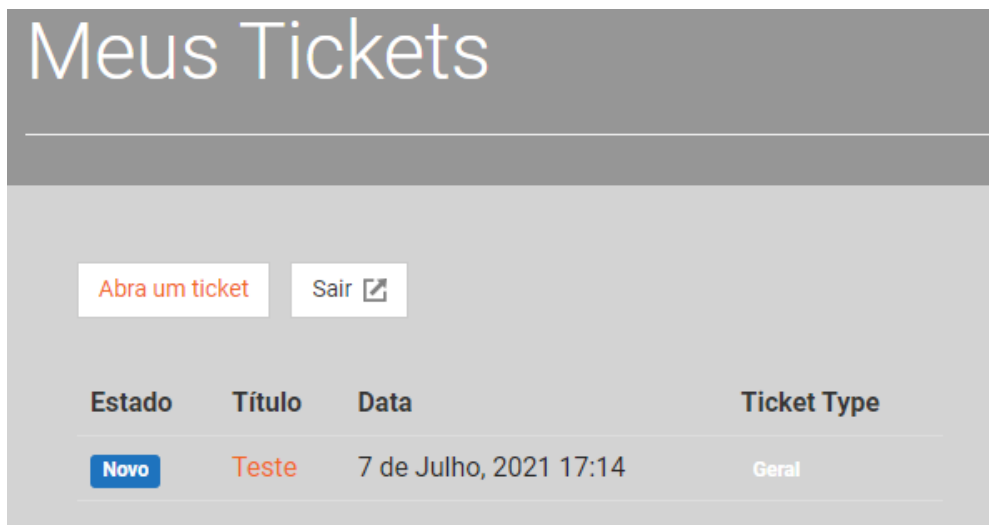 Meus Tickets
Abra um ticket Sair
Estado Título Data Ticket Type
Novo Teste 7 de Julho, 2021 17:14 Geral